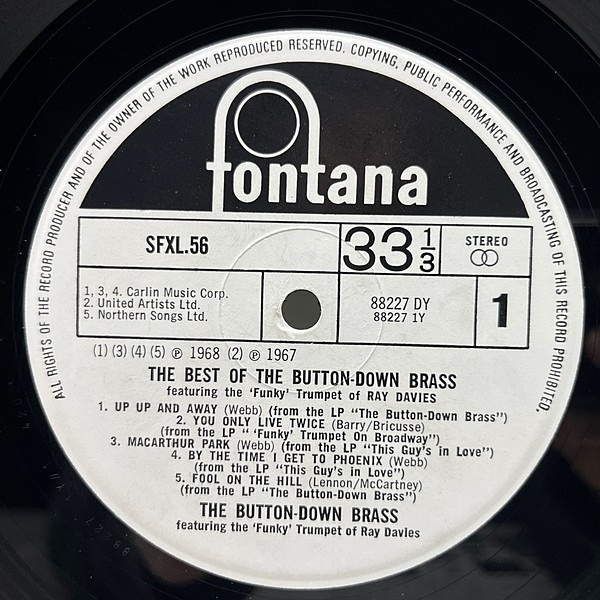 ALL RIGHTS OF THE RECORD PRODUCER AND OF THE OWNER OF THE WORK REPRODUCED RESERVED. COPYING, PUBLIC PERFORMANCE AND BROADCASTING OF THIS RECORD PROHIBITED.
fontana
SFXL.56
33 1/3
STEREO
1, 3, 4. Carlin Music Corp.
2. United Artists Ltd.
5. Northern Songs Ltd.
88227 DY
88227 1Y
1
(1) (3) (4) (5) ℗ 1968 (2) ℗ 1967
THE BEST OF THE BUTTON-DOWN BRASS
featuring the 'Funky' Trumpet of RAY DAVIES
1. UP UP AND AWAY (Webb) (from the LP "The Button-Down Brass")
2. YOU ONLY LIVE TWICE (Barry/Bricusse)
(from the LP " 'Funky' Trumpet On Broadway")
3. MACARTHUR PARK (Webb) (from the LP "This Guy's in Love")
4. BY THE TIME I GET TO PHOENIX (Webb)
(from the LP "This Guy's in Love")
5. FOOL ON THE HILL (Lennon/McCartney)
(from the LP "The Button-Down Brass")
THE BUTTON-DOWN BRASS
featuring the 'Funky' Trumpet of Ray Davies